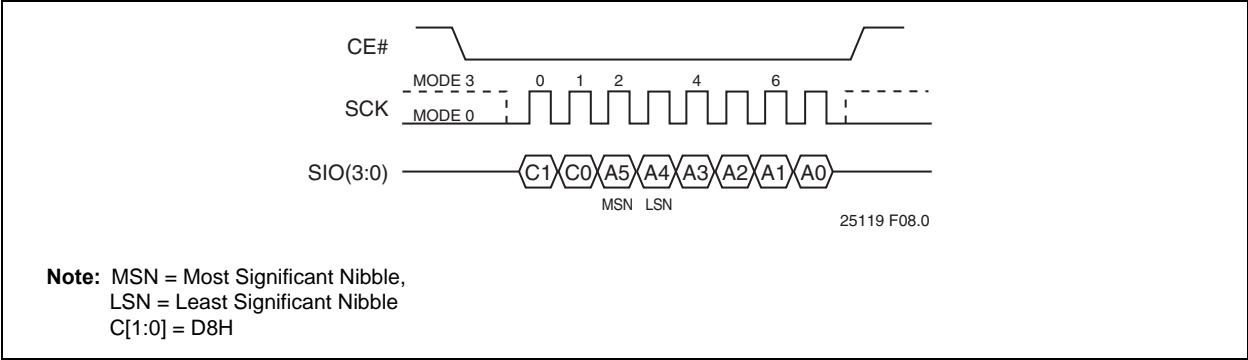 CE#
MODE 3 0 1 2 4 6
SCK
MODE 0
SIO(3:0) C1 C0 A5 A4 A3 A2 A1 A0
MSN LSN
25119 F08.0
Note: MSN = Most Significant Nibble,
LSN = Least Significant Nibble
C[1:0] = D8H